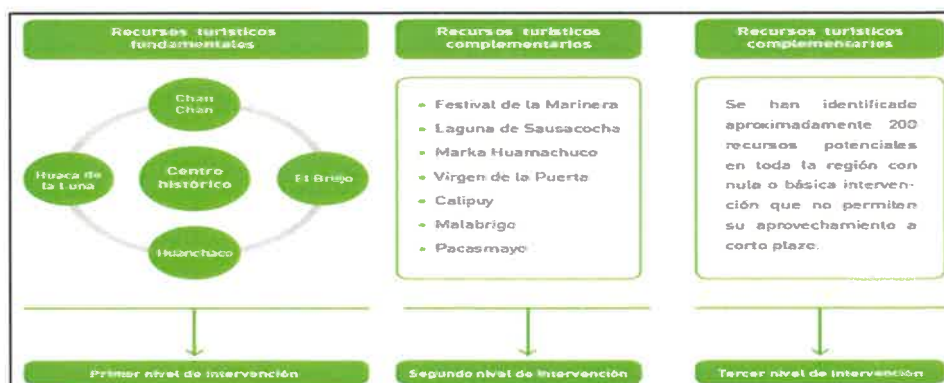 Recursos turísticos
fundamentales
Chan
Chan
Huaca de
la Luna
Centro
histórico
El Brujo
Huanchaco
Primer nivel de intervención
Recursos turísticos
complementarios
• Festival de la Marinera
• Laguna de Sausacocha
• Marka Huamachuco
• Virgen de la Puerta
• Calipuy
• Malabrigo
• Pacasmayo
Segundo nivel de intervención
Recursos turísticos
complementarios
Se han identificado
aproximadamente 200
recursos potenciales
en toda la región con
nula o básica interven-
ción que no permiten
su aprovechamiento a
corto plazo.
Tercer nivel de intervención